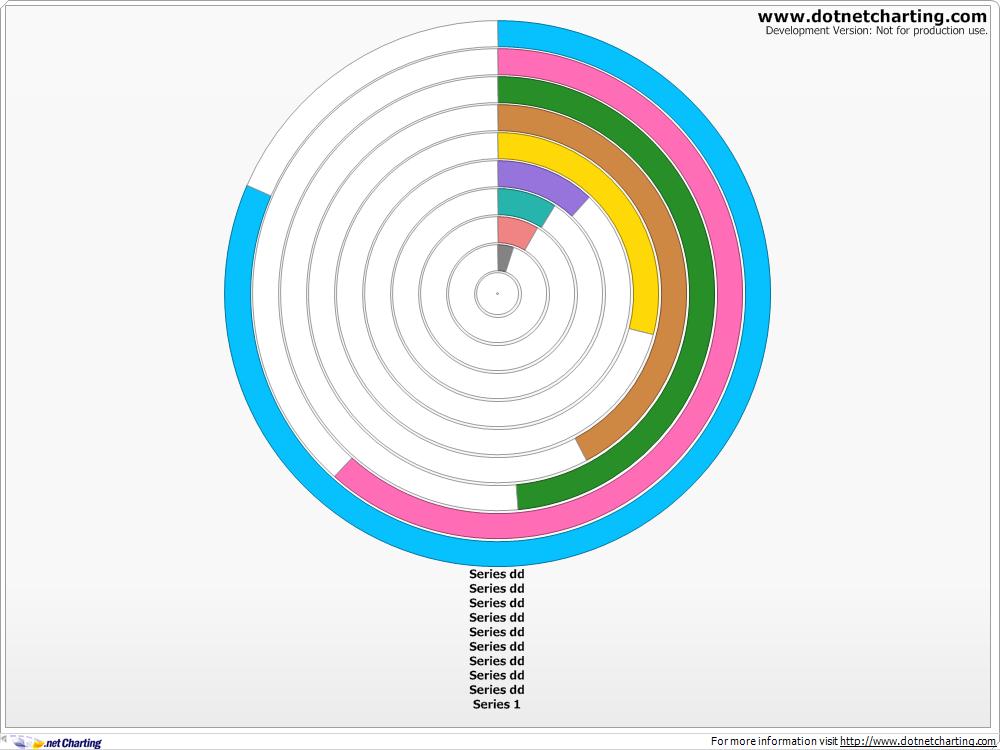 www.dotnetcharting.com
Development Version: Not for production use.
Series dd
Series dd
Series dd
Series dd
Series dd
Series dd
Series dd
Series dd
Series dd
Series 1
.net Charting
For more information visit http://www.dotnetcharting.com